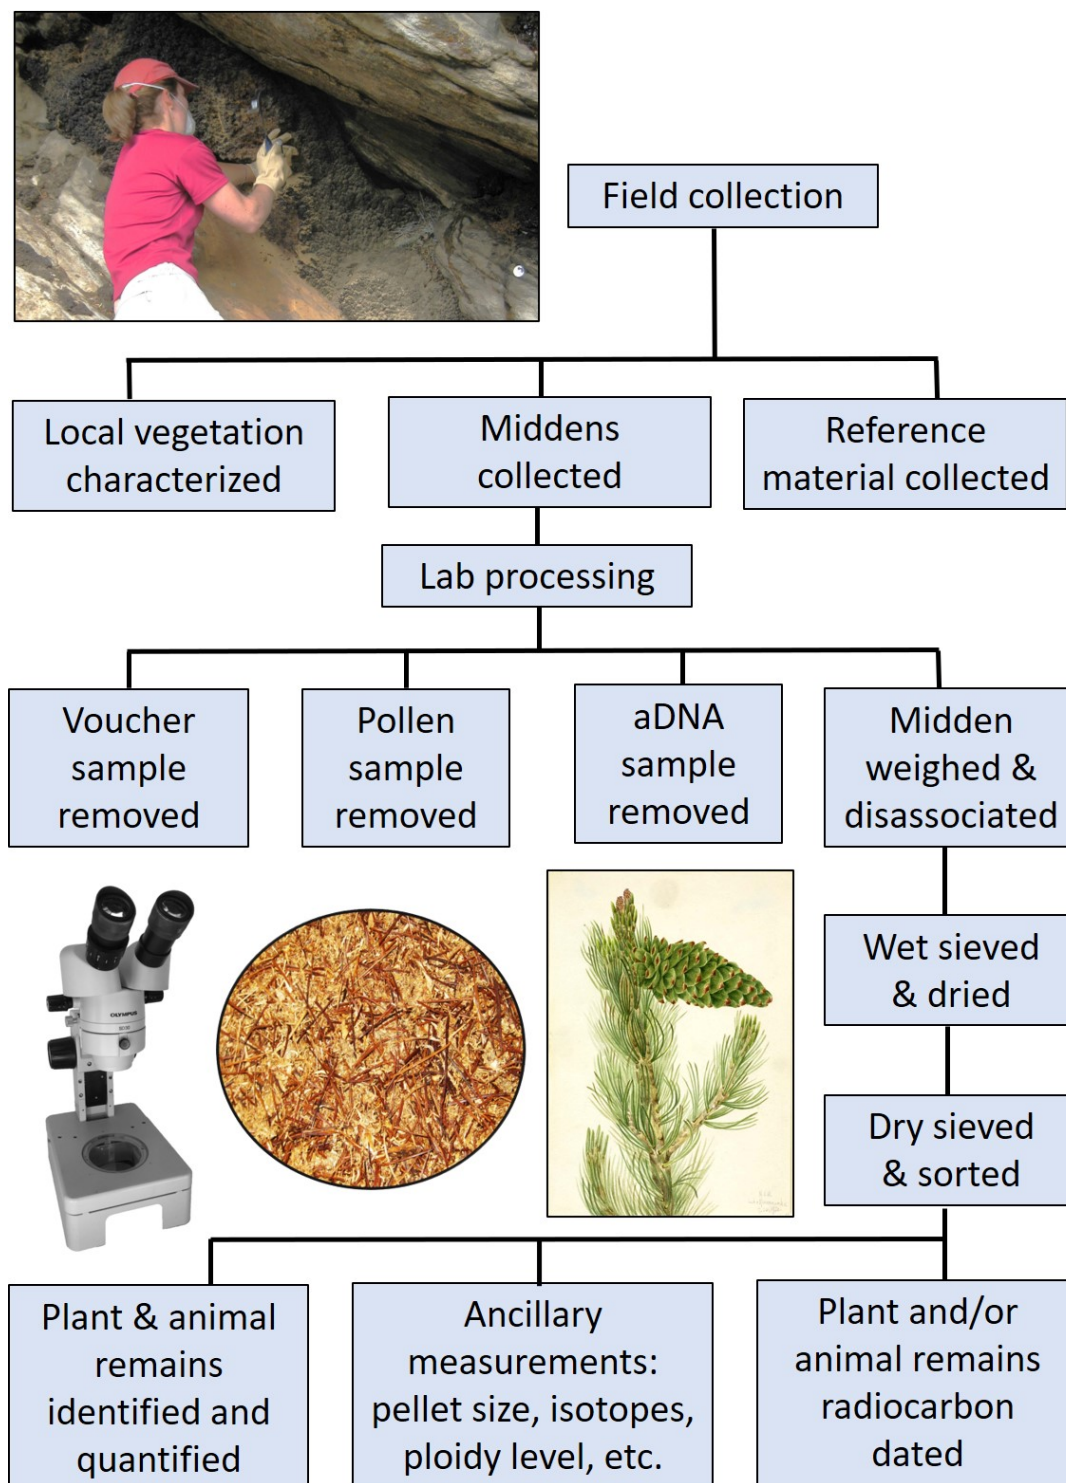 Field collection
Local vegetation
characterized
Middens
collected
Reference
material collected
Lab processing
Voucher
sample
removed
Pollen
sample
removed
aDNA
sample
removed
Midden
weighed &
disassociated
OLYMPUS
Wet sieved
& dried
Dry sieved
& sorted
Plant & animal
remains
identified and
quantified
Ancillary
measurements:
pellet size, isotopes,
ploidy level, etc.
Plant and/or
animal remains
radiocarbon
dated